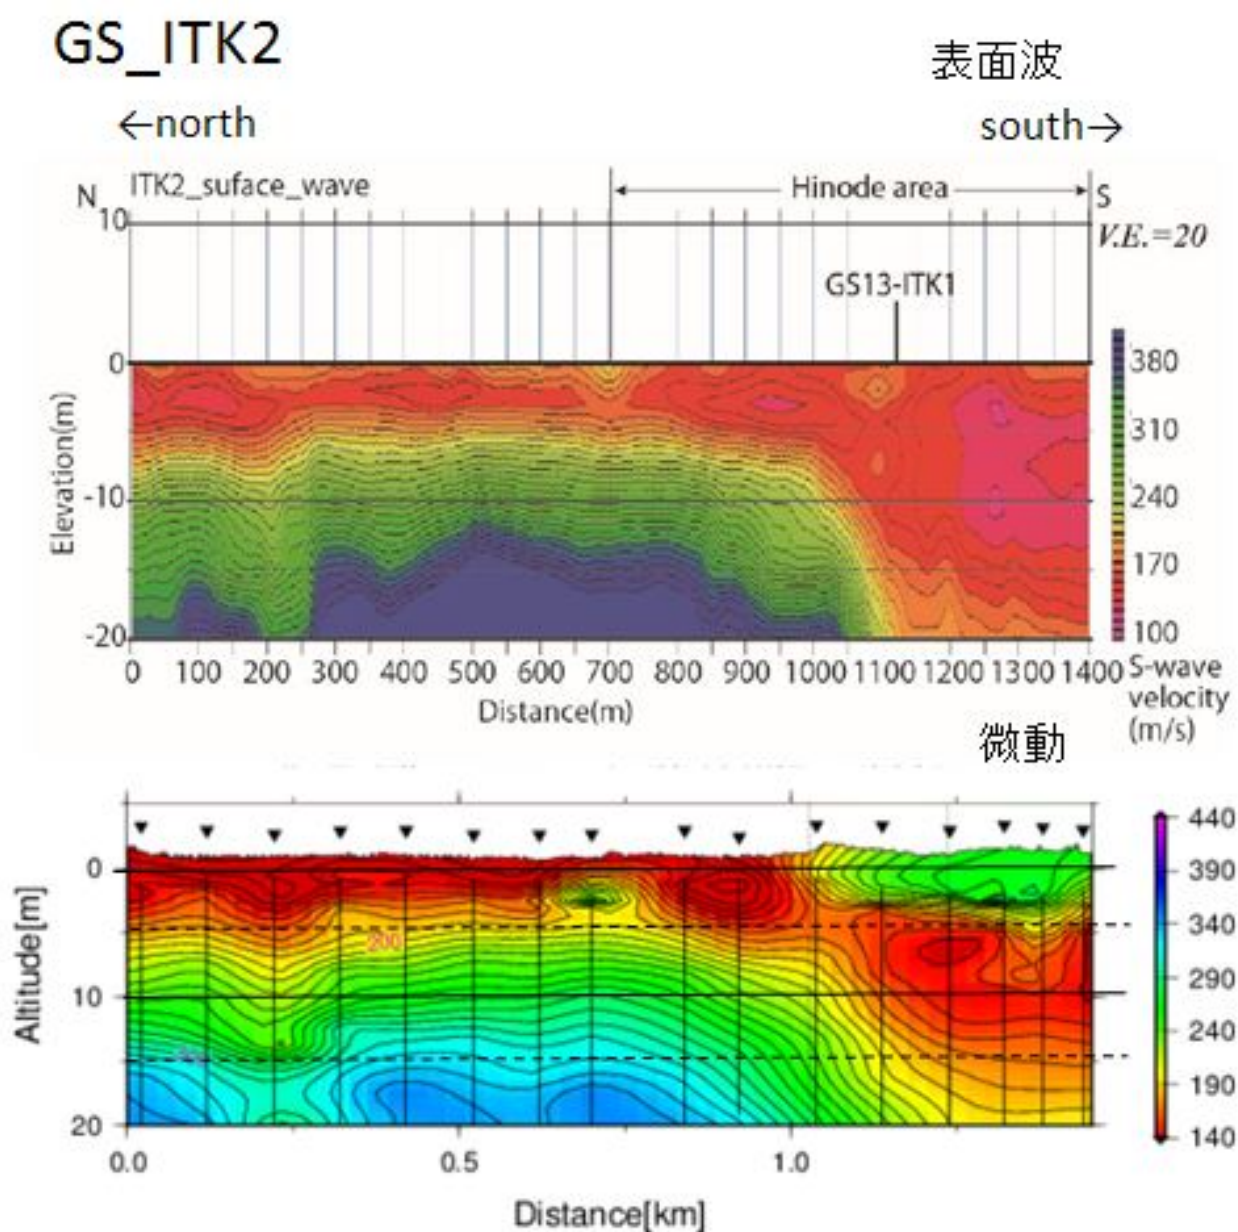 GS_ITK2
表面波
←north
south→
N
ITK2_suface_wave
Hinode area
S
10
V.E.=20
GS13-ITK1
0
-10
-20
Elevation(m)
380
310
240
170
100
0 100 200 300 400 500 600 700 800 900 1000 1100 1200 1300 1400
S-wave
velocity
(m/s)
Distance(m)
微動
0
10
20
Altitude[m]
200
440
390
340
290
240
190
140
0.0 0.5 1.0
Distance[km]